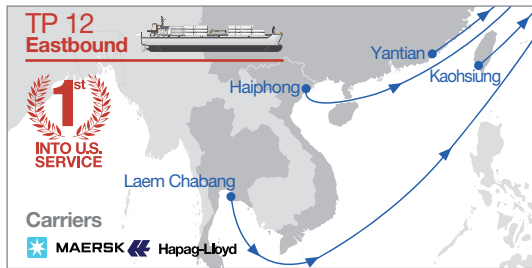 TP 12
Eastbound
1st
INTO U.S.
SERVICE
Yantian
Kaohsiung
Haiphong
Laem Chabang
Carriers
MAERSK Hapag-Lloyd